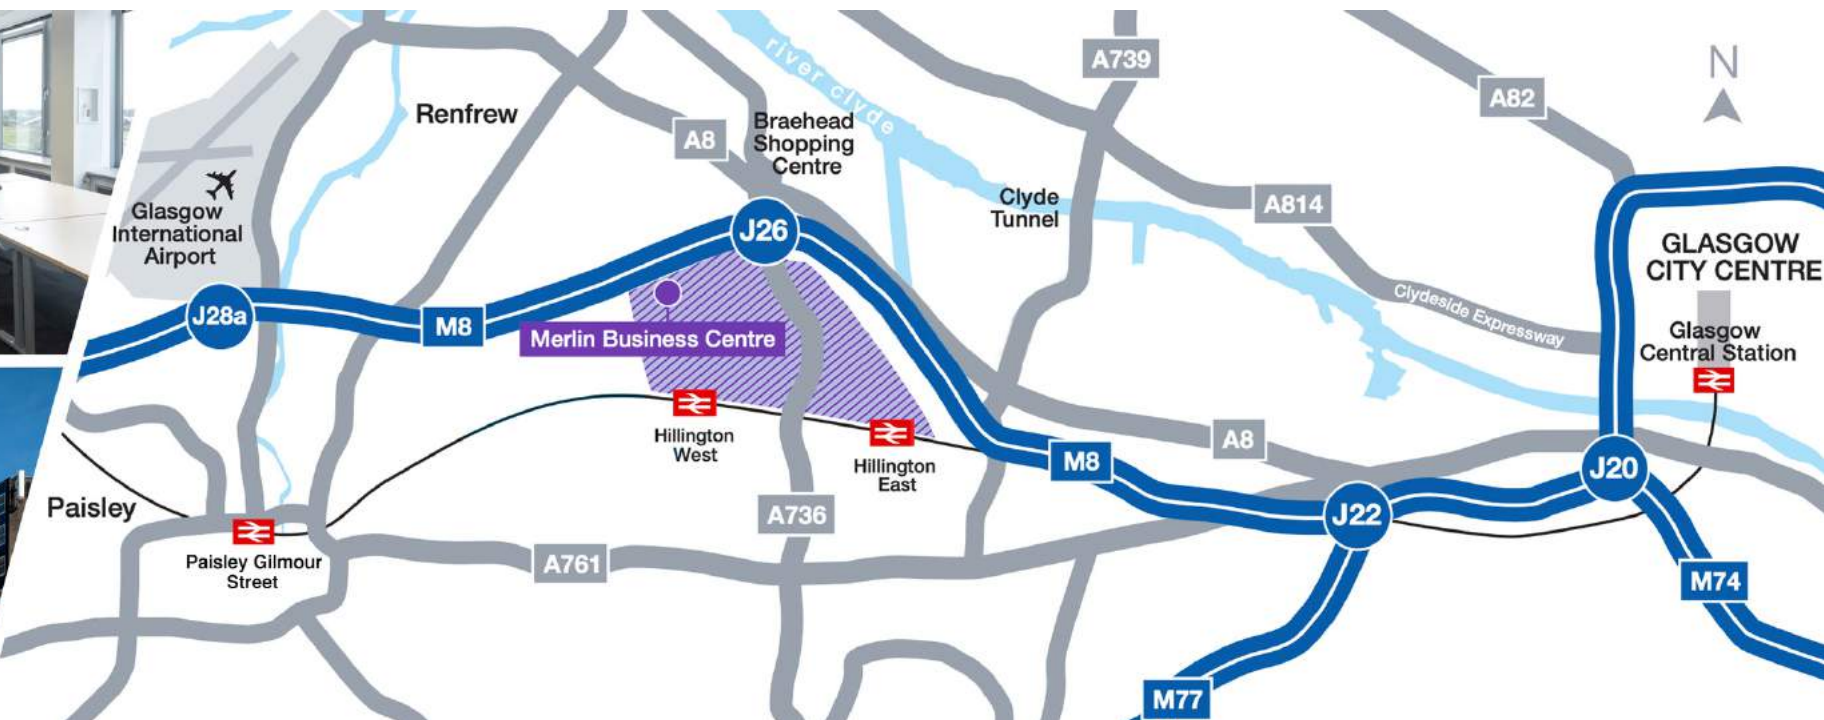 river clyde
A739
N
A82
Renfrew
A8
Braehead
Shopping
Centre
Clyde
Tunnel
A814
Glasgow
International
Airport
J26
GLASGOW
CITY CENTRE
Clydeside Expressway
J28a
M8
Merlin Business Centre
Glasgow
Central Station
Hillington
West
Hillington
East
M8
A8
J20
Paisley
A736
J22
Paisley Gilmour
Street
A761
M74
M77